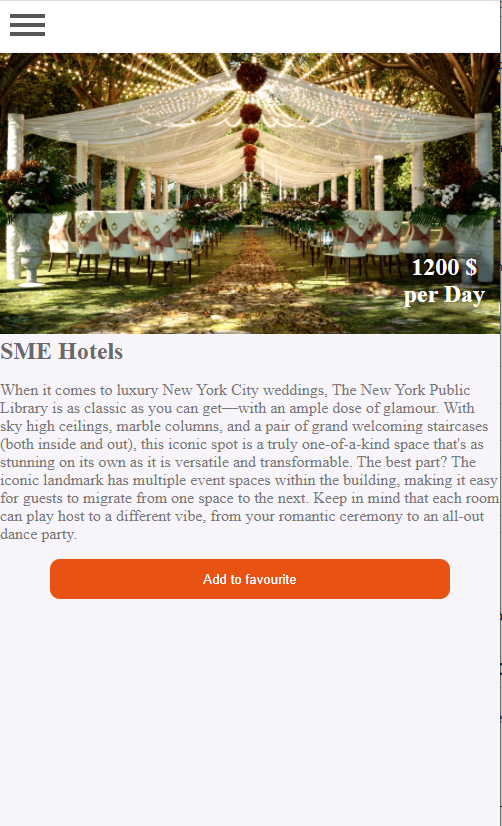 1200 $
per Day
SME Hotels
When it comes to luxury New York City weddings, The New York Public
Library is as classic as you can get—with an ample dose of glamour. With
sky high ceilings, marble columns, and a pair of grand welcoming staircases
(both inside and out), this iconic spot is a truly one-of-a-kind space that's as
stunning on its own as it is versatile and transformable. The best part? The
iconic landmark has multiple event spaces within the building, making it easy
for guests to migrate from one space to the next. Keep in mind that each room
can play host to a different vibe, from your romantic ceremony to an all-out
dance party.
Add to favourite